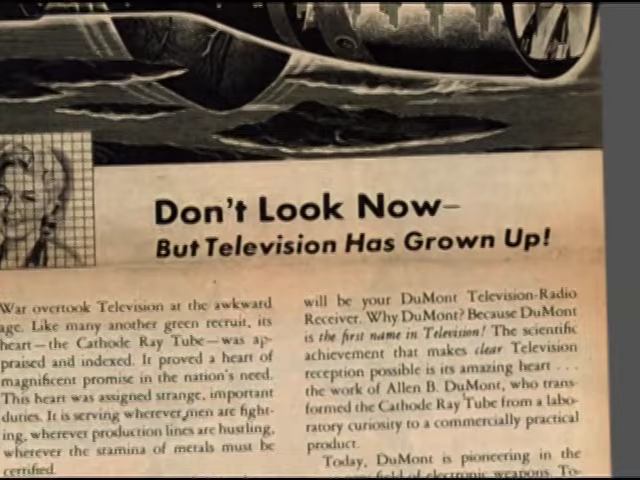 Don't Look Now—
But Television Has Grown Up!
War overtook Television at the awkward
age. Like many another green recruit, its
heart—the Cathode Ray Tube—was ap-
praised and indexed. It proved a heart of
magnificent promise in the nation's need.
This heart was assigned strange, important
duties. It is serving wherever men are fight-
ing, wherever production lines are hustling,
wherever the stamina of metals must be
certified.
will be your DuMont Television-Radio
Receiver. Why DuMont? Because DuMont
is the first name in Television! The scientific
achievement that makes clear Television
reception possible is its amazing heart . . .
the work of Allen B. DuMont, who trans-
formed the Cathode Ray Tube from a labo-
ratory curiosity to a commercially practical
product.
Today, DuMont is pioneering in the
field of electronic weapons. To-